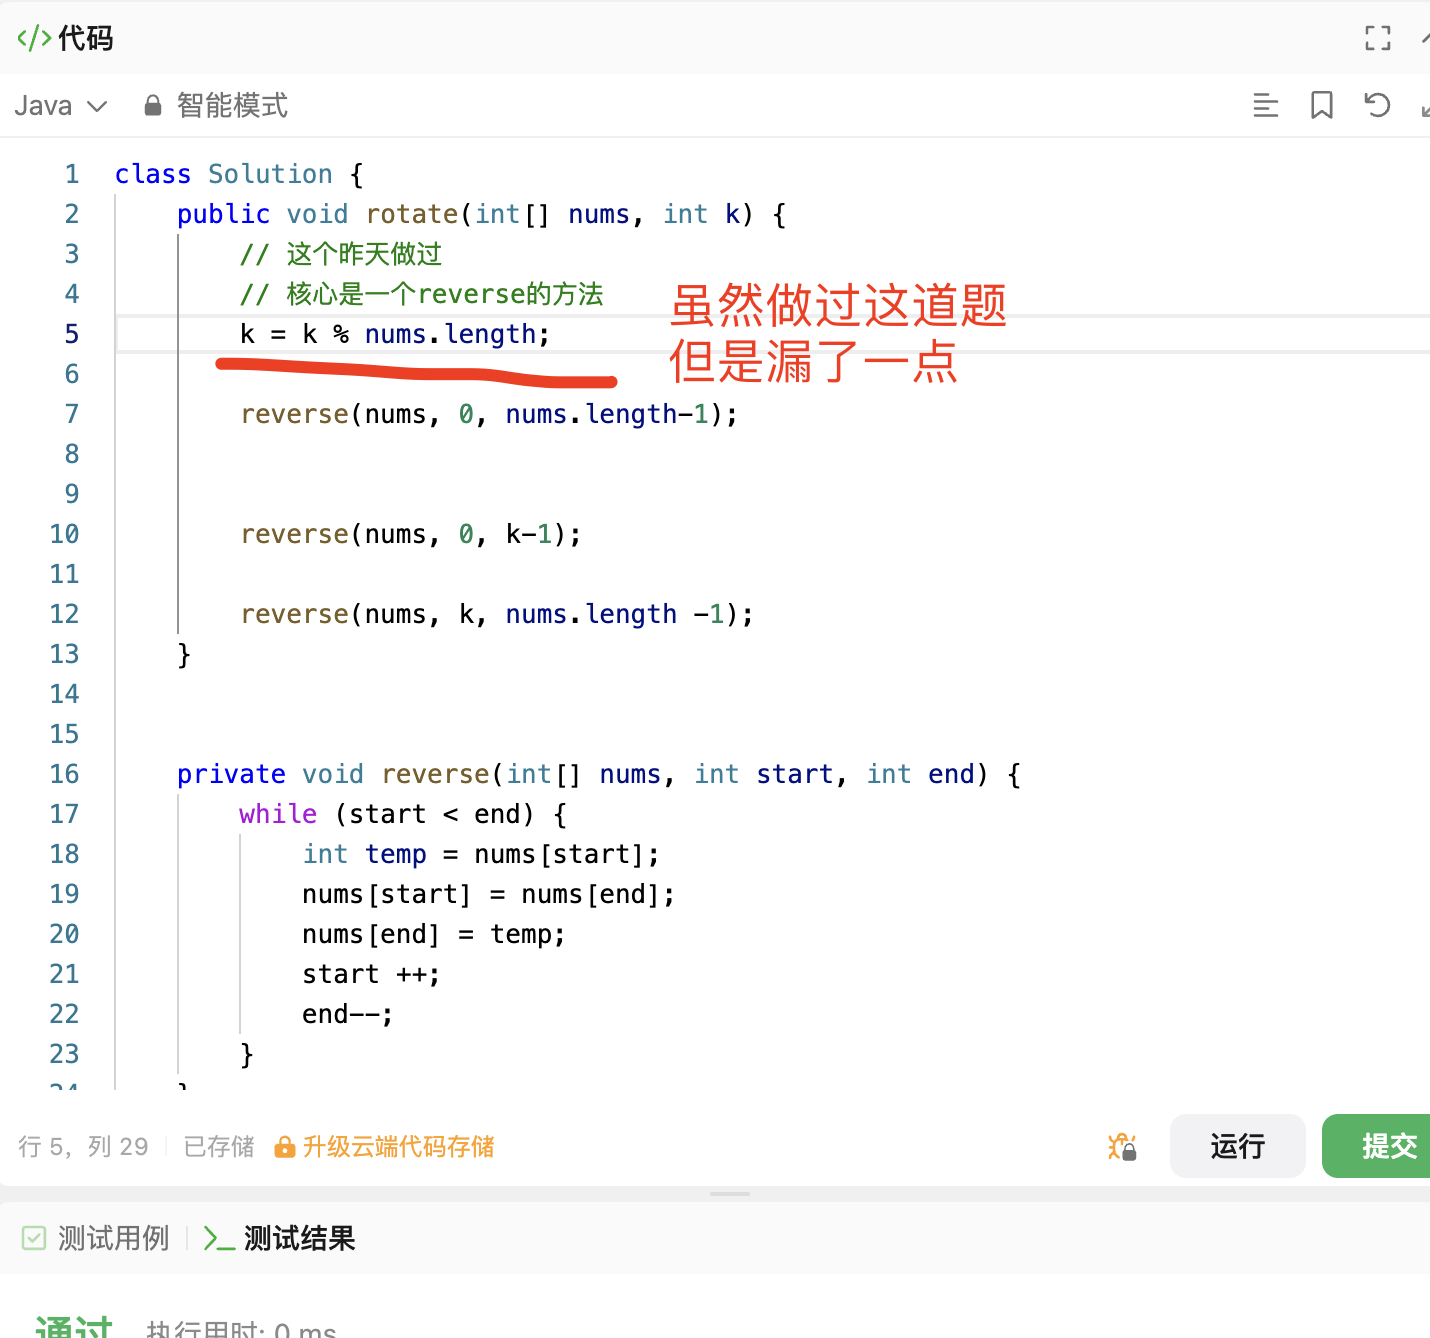 </> 代码
Java 智能模式
1 class Solution {
2 public void rotate(int[] nums, int k) {
3 // 这个昨天做过
4 // 核心是一个reverse的方法
5 k = k % nums.length;
虽然做过这道题
但是漏了一点
6
7 reverse(nums, 0, nums.length-1);
8
9
10 reverse(nums, 0, k-1);
11
12 reverse(nums, k, nums.length -1);
13 }
14
15
16 private void reverse(int[] nums, int start, int end) {
17 while (start < end) {
18 int temp = nums[start];
19 nums[start] = nums[end];
20 nums[end] = temp;
21 start ++;
22 end--;
23 }
24 }
行 5, 列 29 已存储 升级云端代码存储 运行 提交
测试用例 >_ 测试结果
通过 执行用时: 0 ms